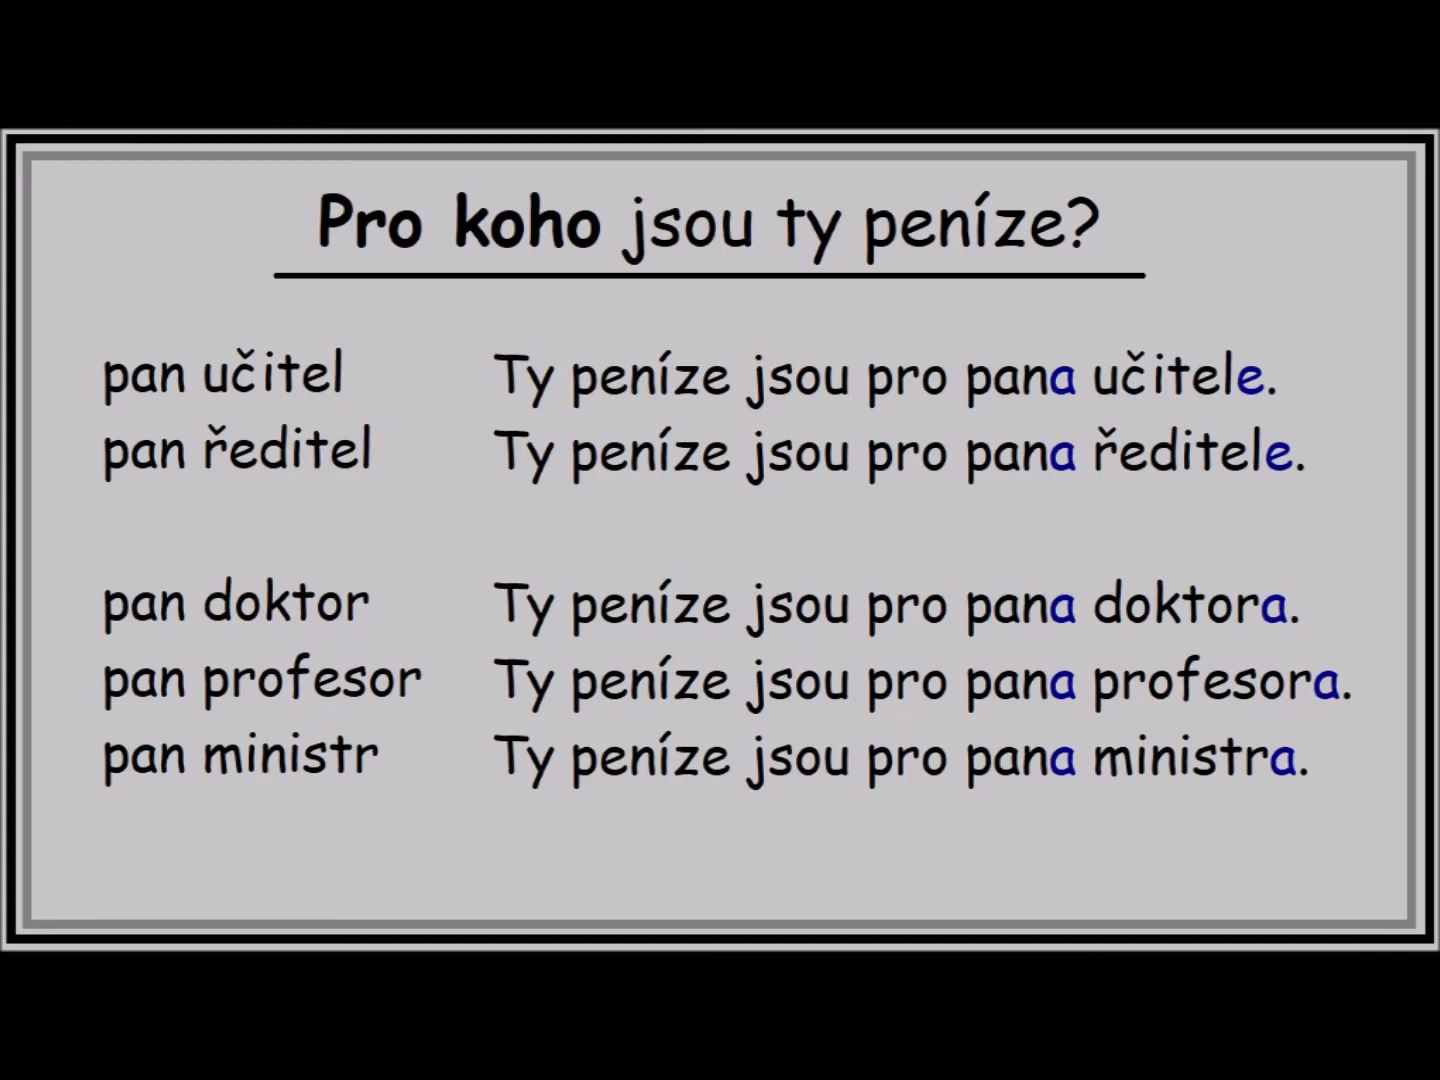 Pro koho jsou ty peníze?
pan učitel Ty peníze jsou pro pana učitele.
pan ředitel Ty peníze jsou pro pana ředitele.
pan doktor Ty peníze jsou pro pana doktora.
pan profesor Ty peníze jsou pro pana profesora.
pan ministr Ty peníze jsou pro pana ministra.